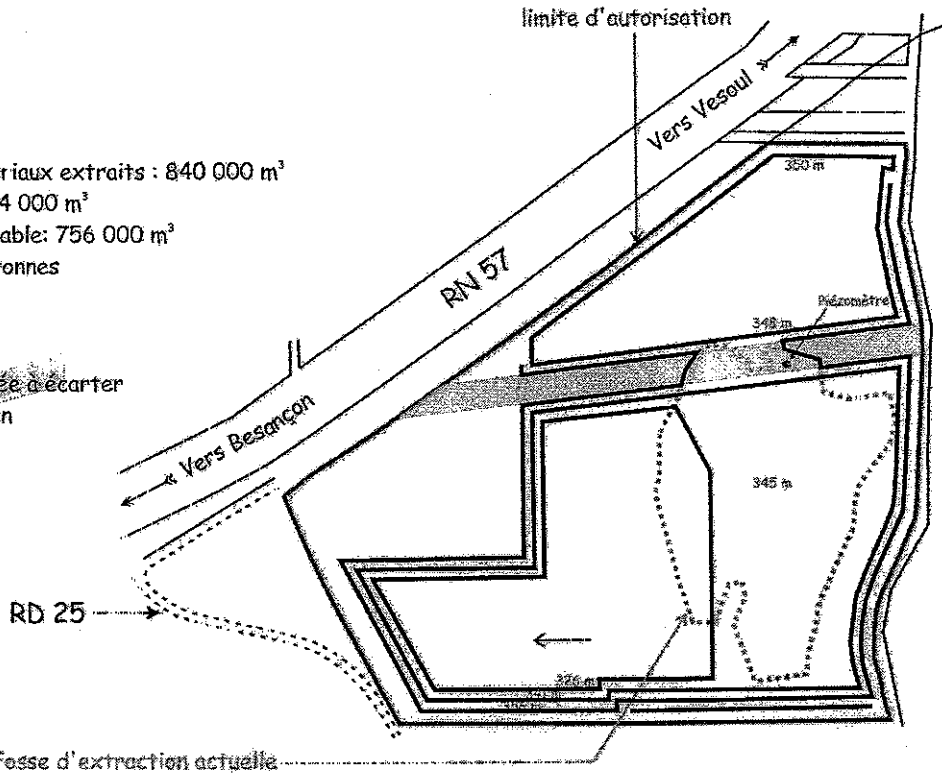 limite d'autorisation
Vers Vesoul
riaux extraits : 840 000 m³
4 000 m³
able: 756 000 m³
onnes
350 m
RN 57
Piézomètre
348 m
ée à écarter
n
« Vers Besançon
345 m
RD 25
326 m
Fosse d'extraction actuelle